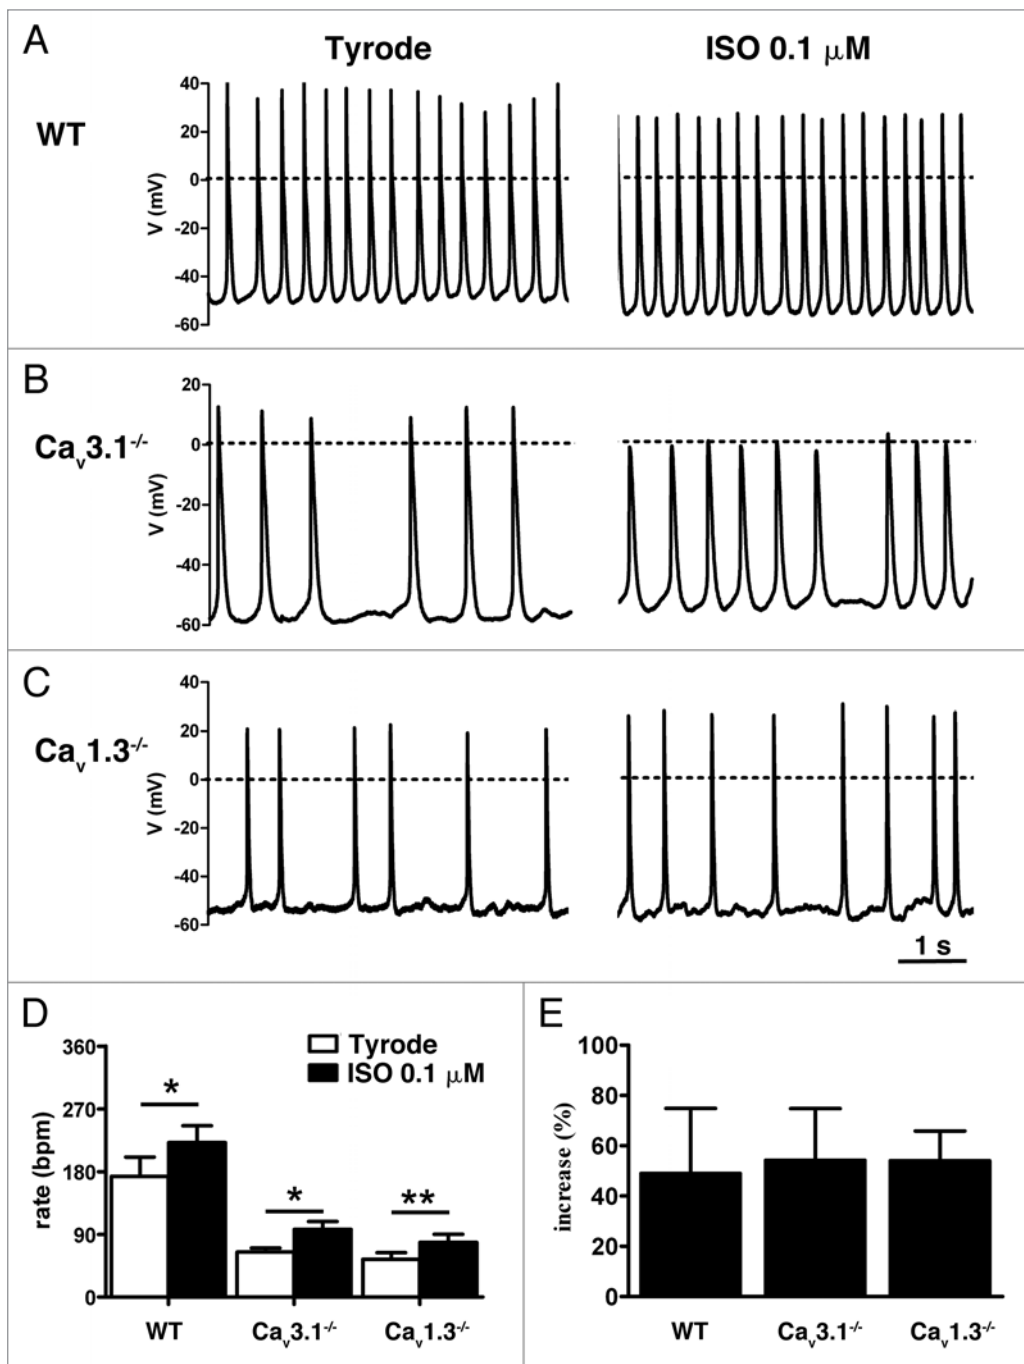 A
Tyrode
ISO 0.1 μM
WT
V (mV)
40
20
0
-20
-40
-60
B
Caᵥ3.1⁻/⁻
V (mV)
20
0
-20
-40
-60
C
Caᵥ1.3⁻/⁻
V (mV)
40
20
0
-20
-40
-60
1 s
D
rate (bpm)
360
270
180
90
0
Tyrode
ISO 0.1 μM
*
*
**
WT
Caᵥ3.1⁻/⁻
Caᵥ1.3⁻/⁻
E
increase (%)
100
80
60
40
20
0
WT
Caᵥ3.1⁻/⁻
Caᵥ1.3⁻/⁻